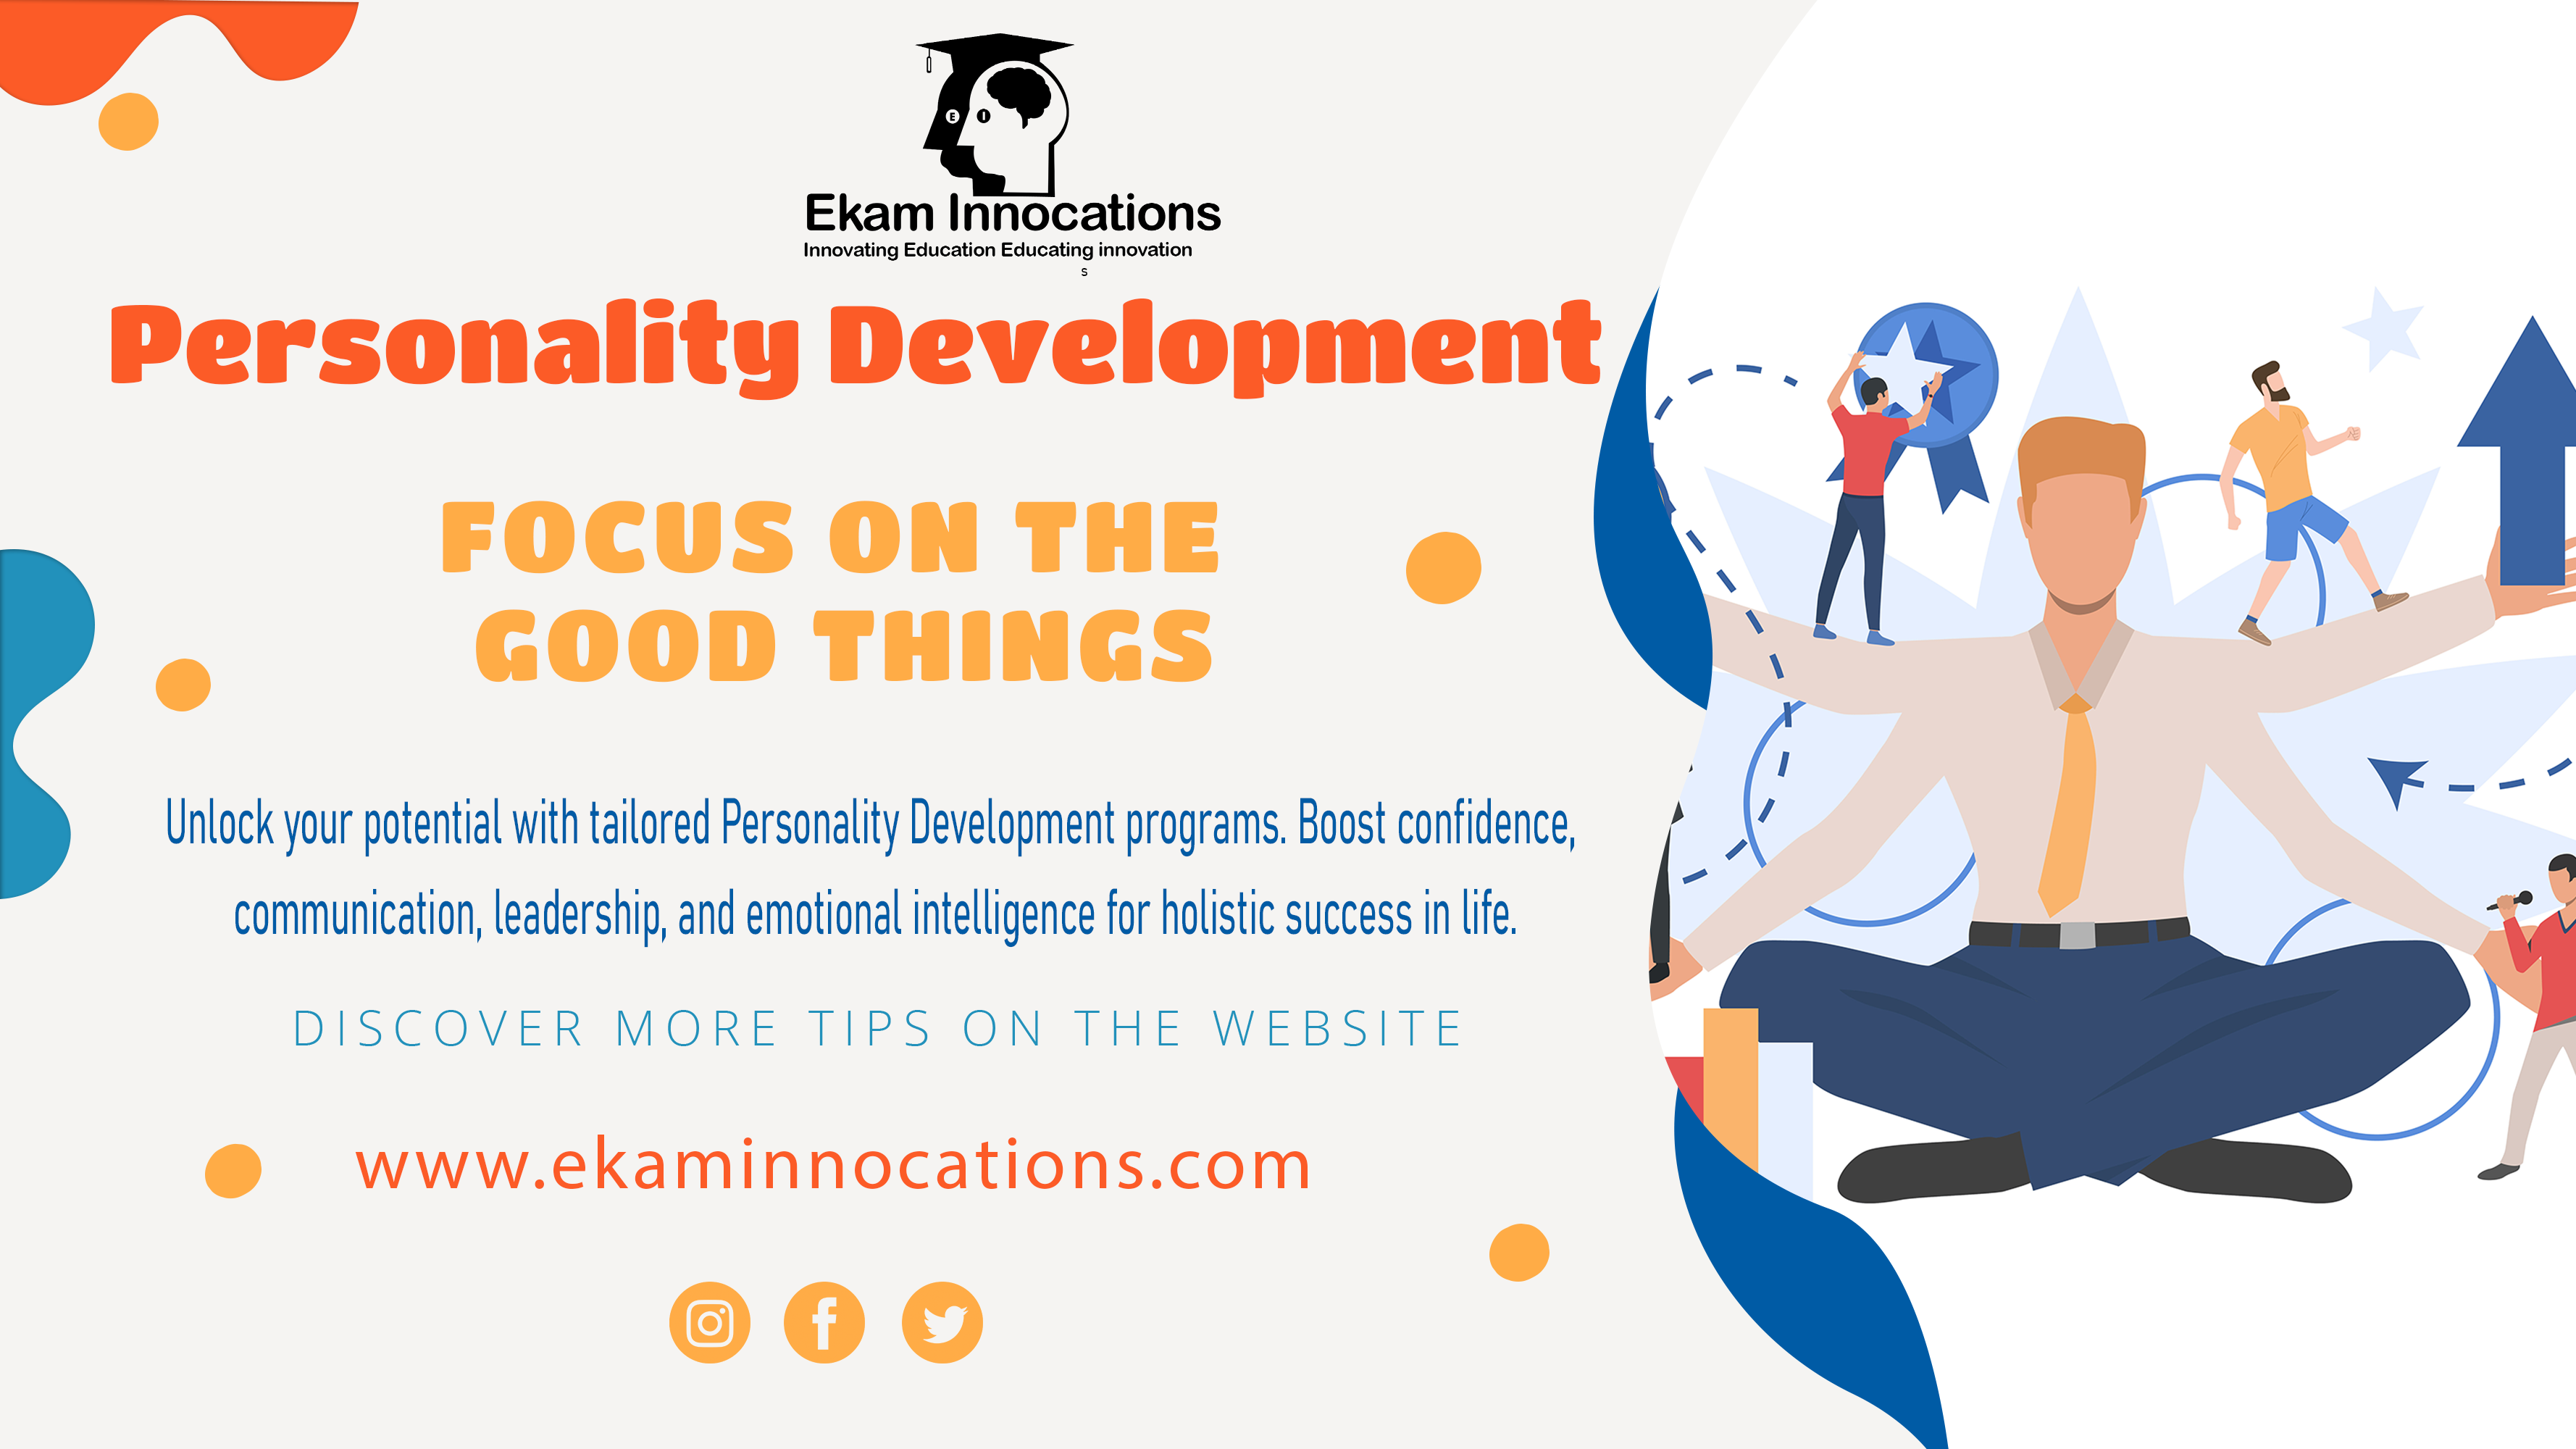 E I
Ekam Innocations
Innovating Education Educating innovation
s
Personality Development
FOCUS ON THE
GOOD THINGS
Unlock your potential with tailored Personality Development programs. Boost confidence,
communication, leadership, and emotional intelligence for holistic success in life.
DISCOVER MORE TIPS ON THE WEBSITE
www.ekaminnocations.com